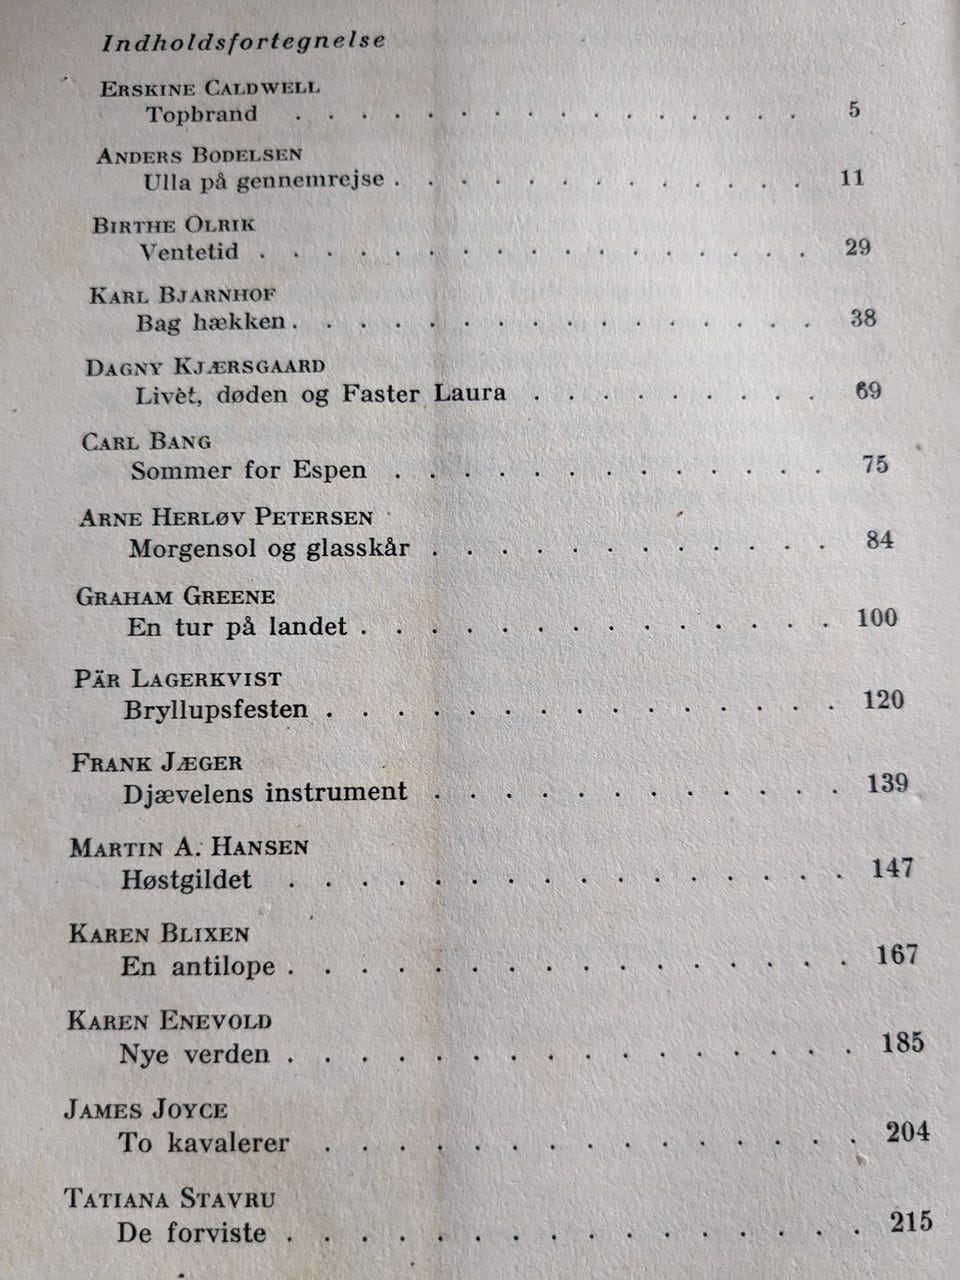 Indholdsfortegnelse
ERSKINE CALDWELL
Topbrand . . . . . . . . . . . . . . . . 5
ANDERS BODELSEN
Ulla på gennemrejse . . . . . . . . . . . . . 11
BIRTHE OLRIK
Ventetid . . . . . . . . . . . . . . . . . . 29
KARL BJARNHOF
Bag hækken . . . . . . . . . . . . . . . . 38
DAGNY KJÆRSGAARD
Livèt, døden og Faster Laura . . . . . . . . . 69
CARL BANG
Sommer for Espen . . . . . . . . . . . . . 75
ARNE HERLØV PETERSEN
Morgensol og glasskår . . . . . . . . . . . . 84
GRAHAM GREENE
En tur på landet . . . . . . . . . . . . . . 100
PÄR LAGERKVIST
Bryllupsfesten . . . . . . . . . . . . . . . 120
FRANK JÆGER
Djævelens instrument . . . . . . . . . . . . 139
MARTIN A. HANSEN
Høstgildet . . . . . . . . . . . . . . . . 147
KAREN BLIXEN
En antilope . . . . . . . . . . . . . . . . 167
KAREN ENEVOLD
Nye verden . . . . . . . . . . . . . . . . 185
JAMES JOYCE
To kavalerer . . . . . . . . . . . . . . . 204
TATIANA STAVRU
De forviste . . . . . . . . . . . . . . . . 215